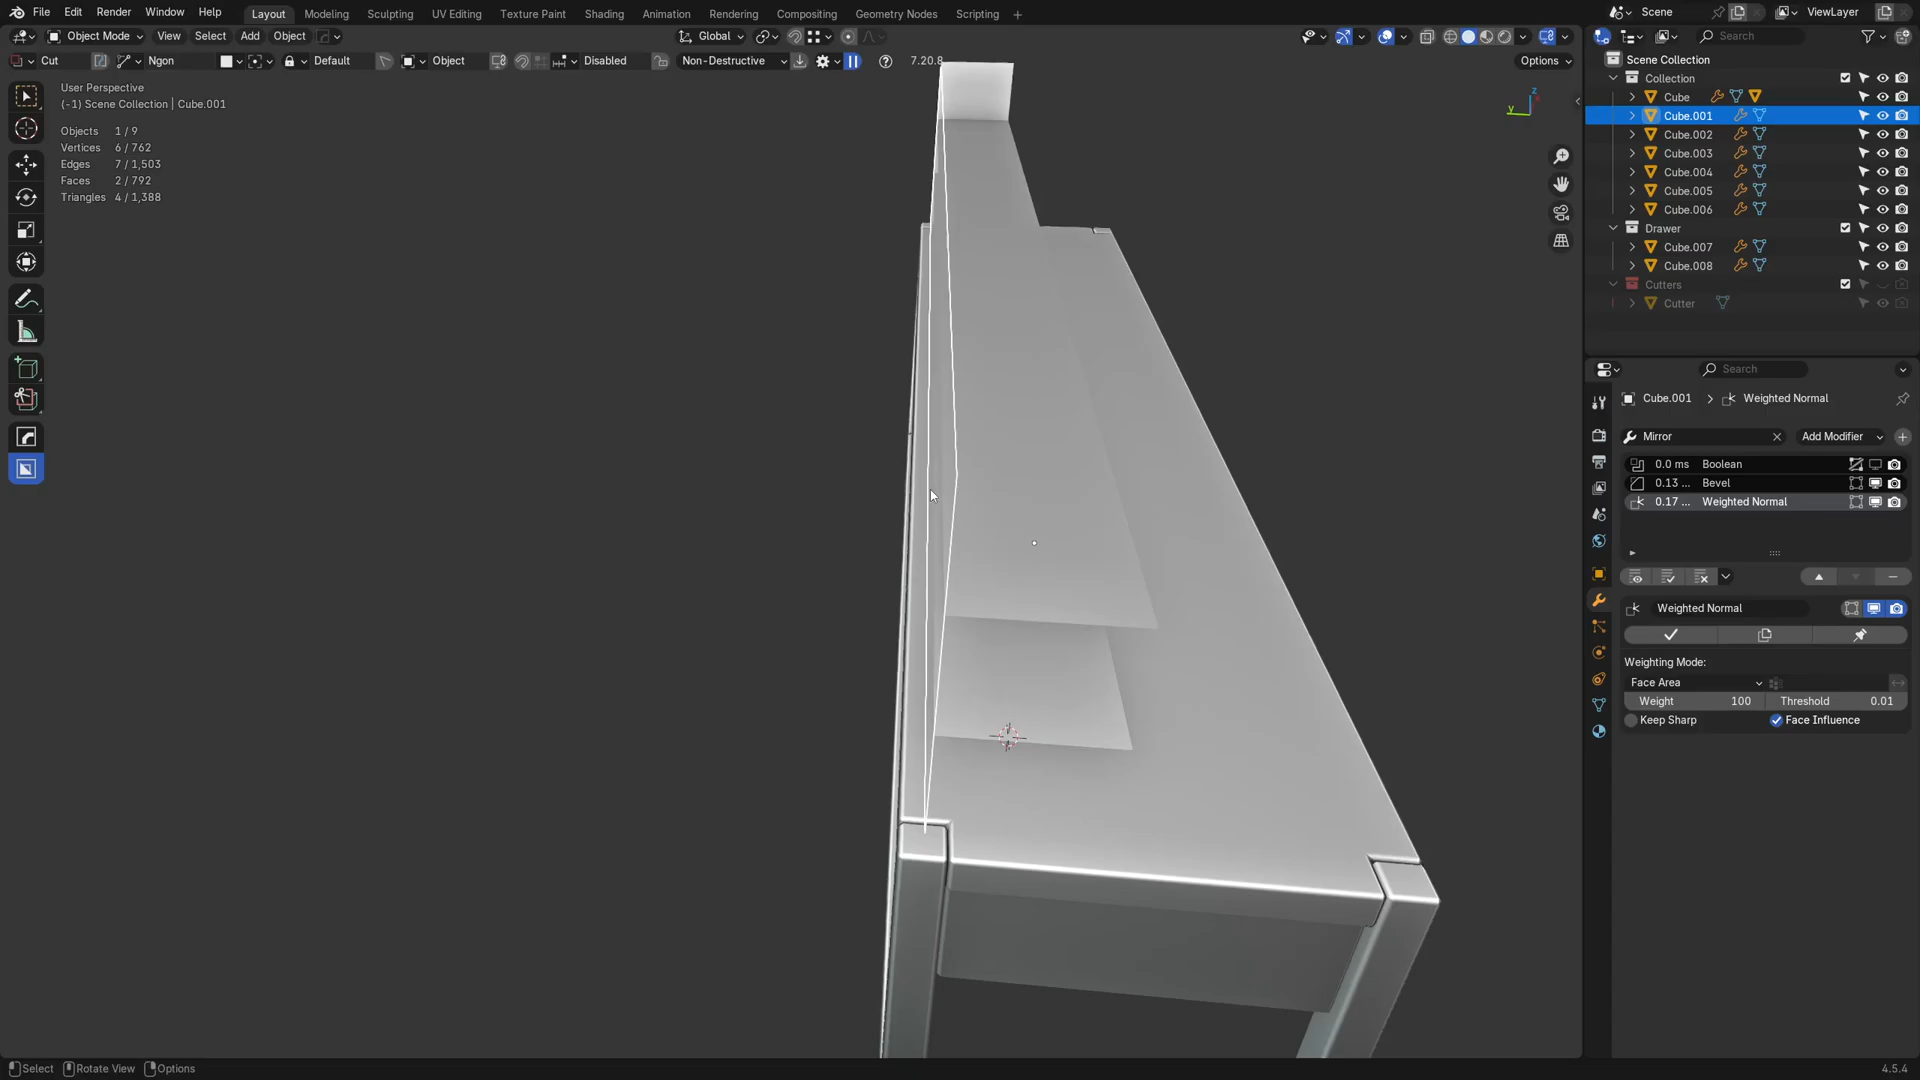 File Edit Render Window Help Layout Modeling Sculpting UV Editing Texture Paint Shading Animation Rendering Compositing Geometry Nodes Scripting + Scene ViewLayer
Object Mode View Select Add Object Global Search
Cut Ngon Default Object Disabled Non-Destructive 7.20.8 Options
User Perspective
(-1) Scene Collection | Cube.001
Objects 1 / 9
Vertices 6 / 762
Edges 7 / 1,503
Faces 2 / 792
Triangles 4 / 1,388
Z
Y
Scene Collection
Collection
Cube
Cube.001
Cube.002
Cube.003
Cube.004
Cube.005
Cube.006
Drawer
Cube.007
Cube.008
Cutters
Cutter
Search
Cube.001 > Weighted Normal
Mirror Add Modifier
0.0 ms Boolean
0.13 ... Bevel
0.17 ... Weighted Normal
Weighted Normal
Weighting Mode:
Face Area
Weight 100 Threshold 0.01
Keep Sharp Face Influence
Select Rotate View Options 4.5.4